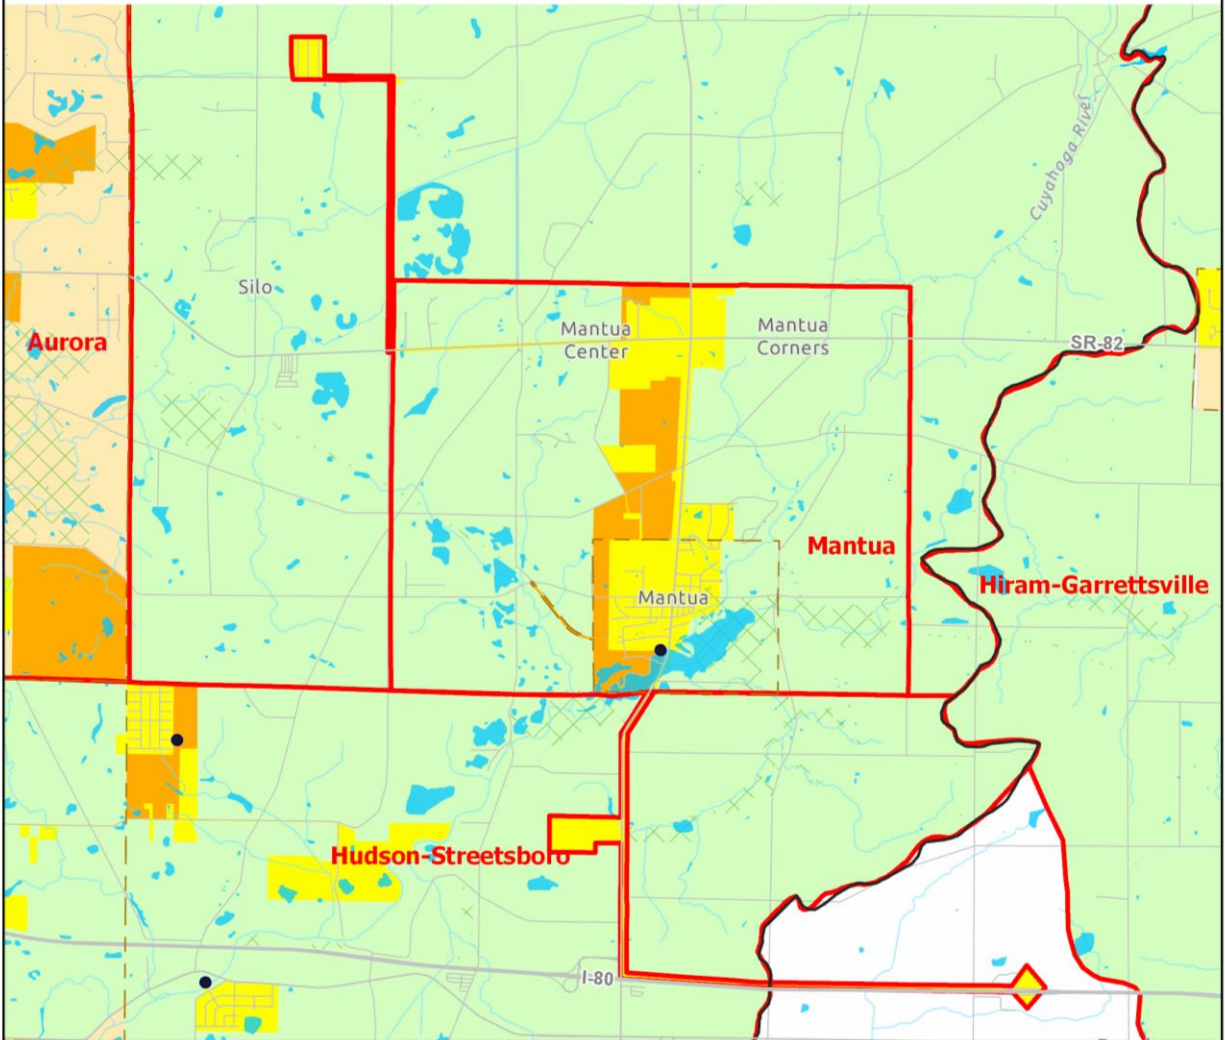 Cuyahoga River
Silo
Aurora
Mantua
Center
Mantua
Corners
SR-82
Mantua
Hiram-Garrettsville
Mantua
Hudson-Streetsboro
I-80